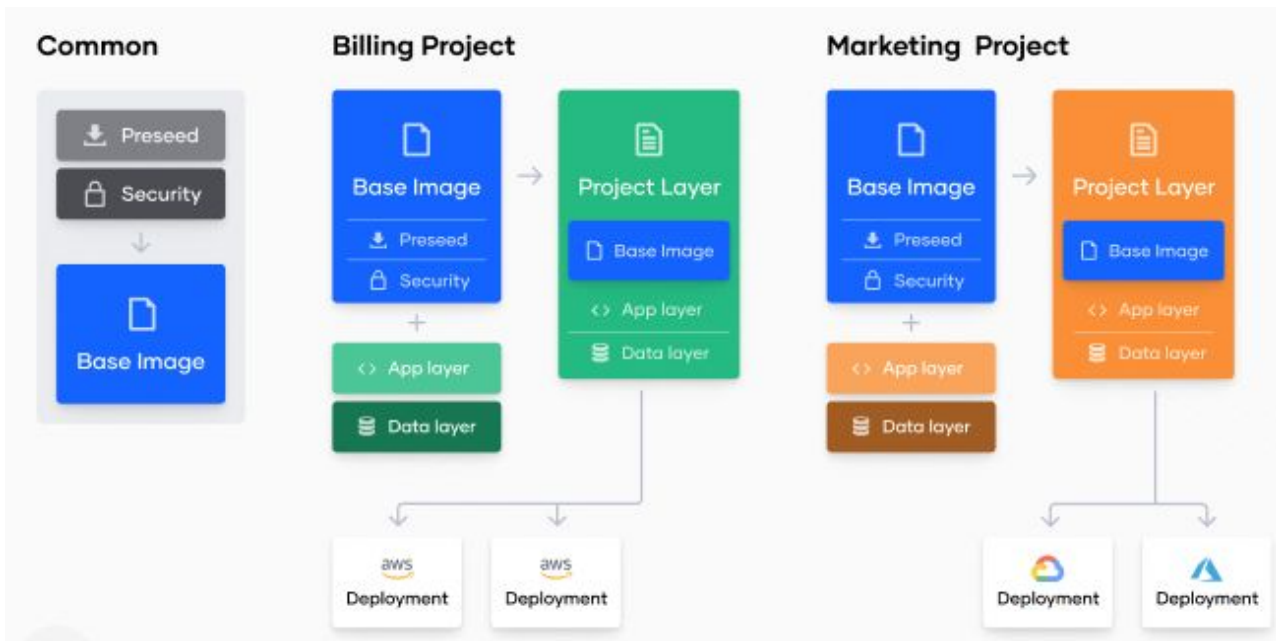 Common
Preseed
Security
Base Image
Billing Project
Base Image
Preseed
Security
App layer
Data layer
Project Layer
Base Image
App layer
Data layer
aws
Deployment
aws
Deployment
Marketing Project
Base Image
Preseed
Security
App layer
Data layer
Project Layer
Base Image
App layer
Data layer
Deployment
Deployment